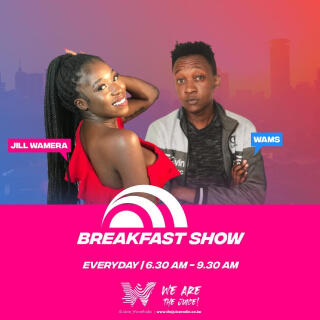 JILL WAMERA
WAMS
BREAKFAST SHOW
EVERYDAY | 6.30 AM - 9.30 AM
WE ARE
THE JUICE!